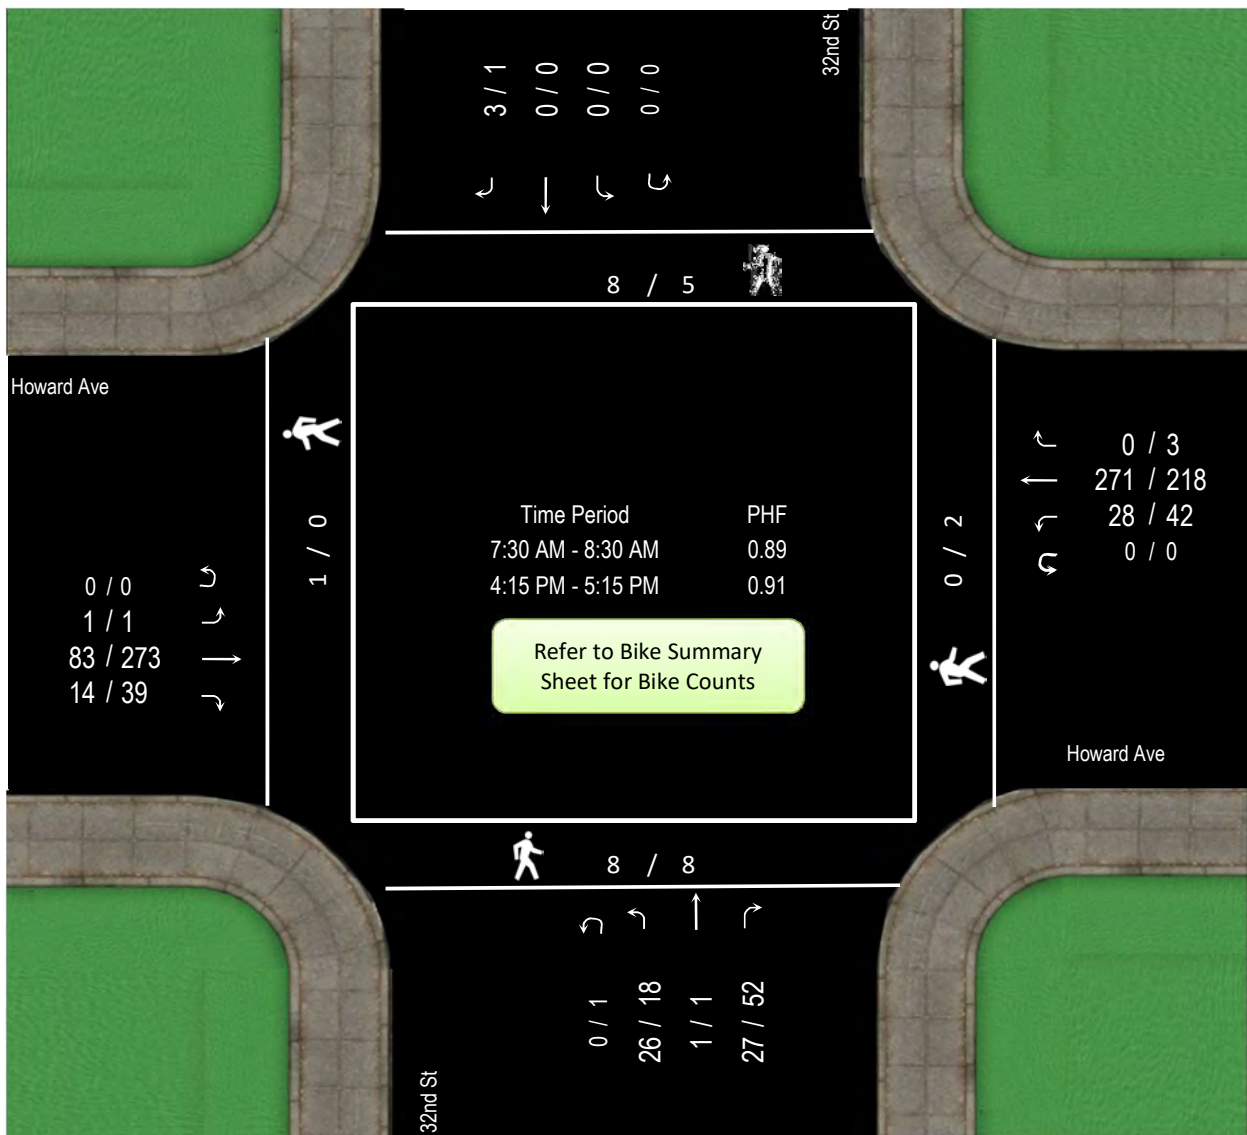 32nd St
3 / 1
0 / 0
0 / 0
0 / 0
8 / 5
Howard Ave
1 / 0
0 / 0
1 / 1
83 / 273
14 / 39
Time Period PHF
7:30 AM - 8:30 AM 0.89
4:15 PM - 5:15 PM 0.91
Refer to Bike Summary
Sheet for Bike Counts
0 / 2
0 / 3
271 / 218
28 / 42
0 / 0
Howard Ave
8 / 8
0 / 1
26 / 18
1 / 1
27 / 52
32nd St